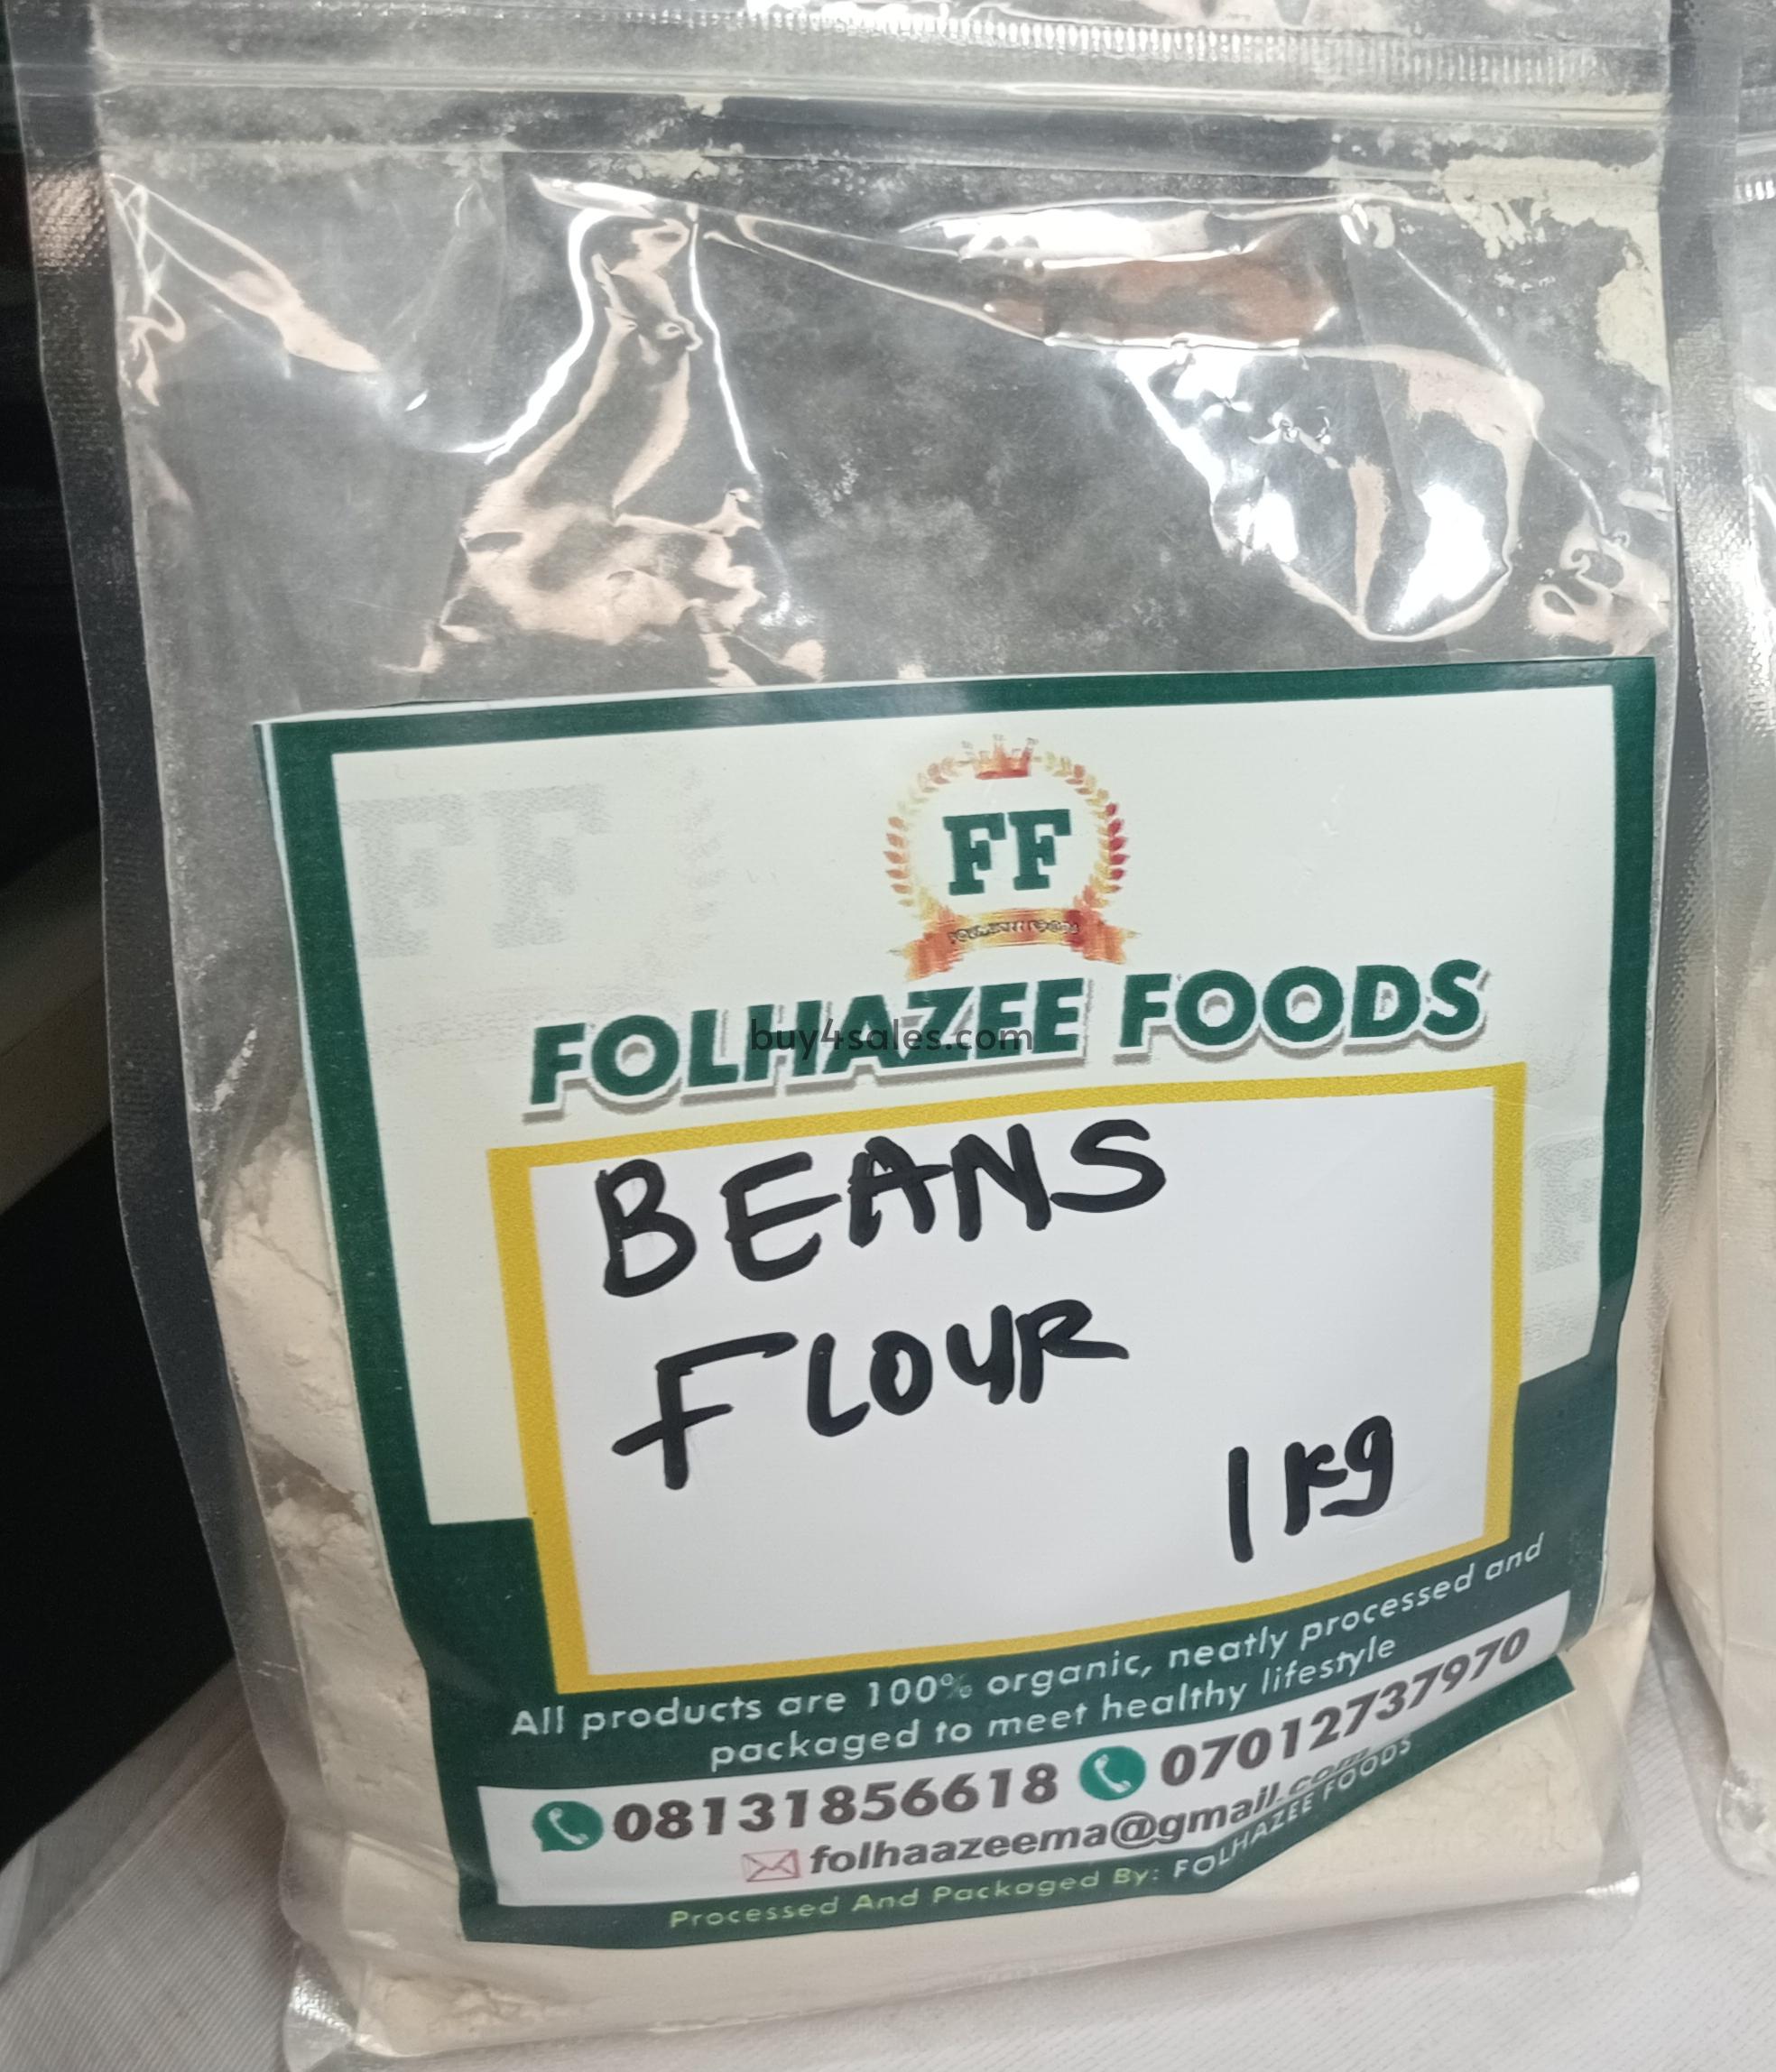 FF
FF
FOLHAZEE FOODS
buy4sales.com
BEANS
FLOUR
1kg
All products are 100% organic, neatly processed and
packaged to meet healthy lifestyle
08131856618 07012737970
folhaazeema@gmail.com
Processed And Packaged By: FOLHAZEE FOODS